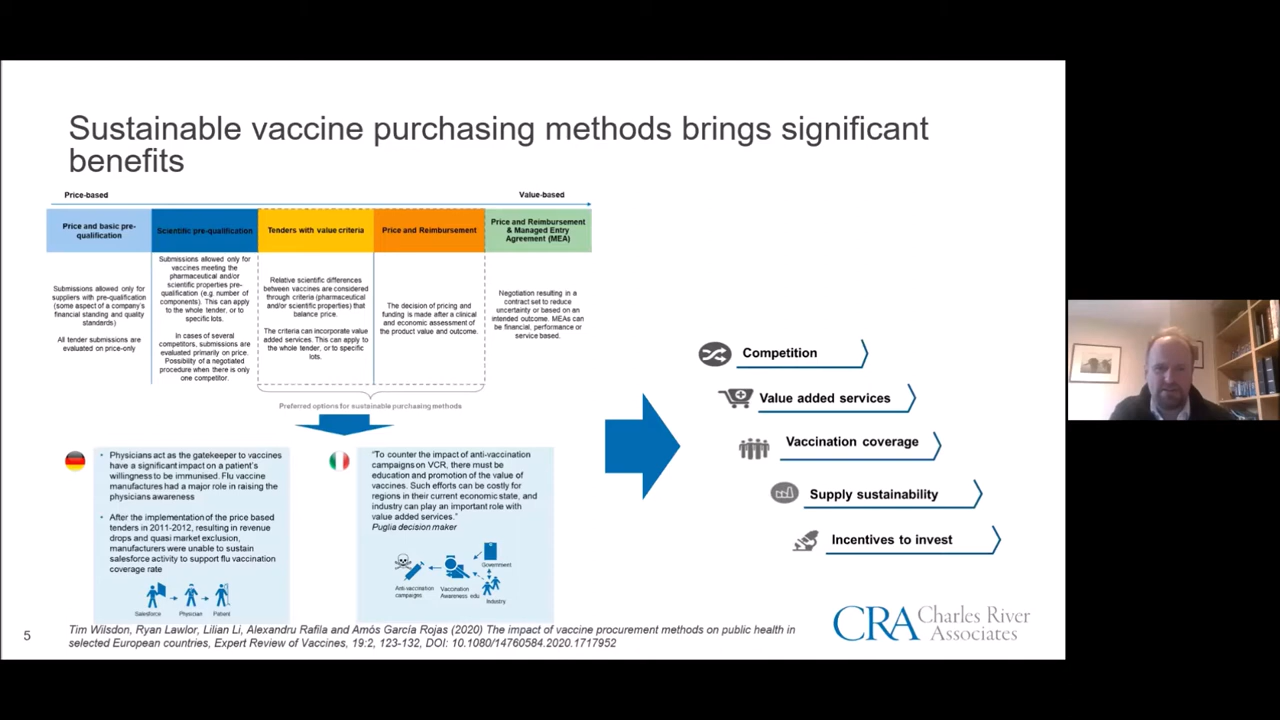 Sustainable vaccine purchasing methods brings significant
benefits
Price-based
Value-based
Price and basic pre-
qualification
Scientific pre-qualification
Tenders with value criteria
Price and Reimbursement
Price and Reimbursement
& Managed Entry
Agreement (MEA)
Submissions allowed only for
suppliers with pre-qualification
(some aspect of a company's
financial standing and quality
standards)
All tender submissions are
evaluated on price-only
Submissions allowed only for
vaccines meeting the
pharmaceutical and/or
scientific properties pre-
qualification (e.g. number of
components). This can apply
to the whole tender, or to
specific lots.
In cases of several
competitors, submissions are
evaluated primarily on price.
Possibility of a negotiated
procedure when there is
only one competitor.
Relative scientific differences
between vaccines are considered
through criteria (pharmaceutical
and/or scientific properties) that
balance price.
The criteria can incorporate value
added services. This can apply to
the whole tender, or to specific
lots.
The decision of pricing and
funding is made after a clinical
and economic assessment of
the product value and outcome.
Negotiation resulting in a
contract set to reduce
uncertainty or based on an
intended outcome. MEAs can
be financial, performance or
service based.
Preferred options for sustainable purchasing methods
• Physicians act as the gatekeeper to vaccines
have a significant impact on a patient's
willingness to be immunised. Flu vaccine
manufactures had a major role in raising the
physicians awareness
• After the implementation of the price based
tenders in 2011-2012, resulting in revenue
drops and quasi market exclusion,
manufacturers were unable to sustain
salesforce activity to support flu vaccination
coverage rate
Salesforce
Physician
Patient
"To counter the impact of anti-vaccination
campaigns on VCR, there must be
education and promotion of the value of
vaccines. Such efforts can be costly for
regions in their current economic state, and
industry can play an important role with
value added services."
Puglia decision maker
Anti-vaccination
campaigns
Vaccination
Awareness edu
Government
Industry
Competition
Value added services
Vaccination coverage
Supply sustainability
Incentives to invest
5
Tim Wilsdon, Ryan Lawlor, Lilian Li, Alexandru Rafila and Amós García Rojas (2020) The impact of vaccine procurement methods on public health in
selected European countries, Expert Review of Vaccines, 19:2, 123-132, DOI: 10.1080/14760584.2020.1717952
CRA Charles River
Associates